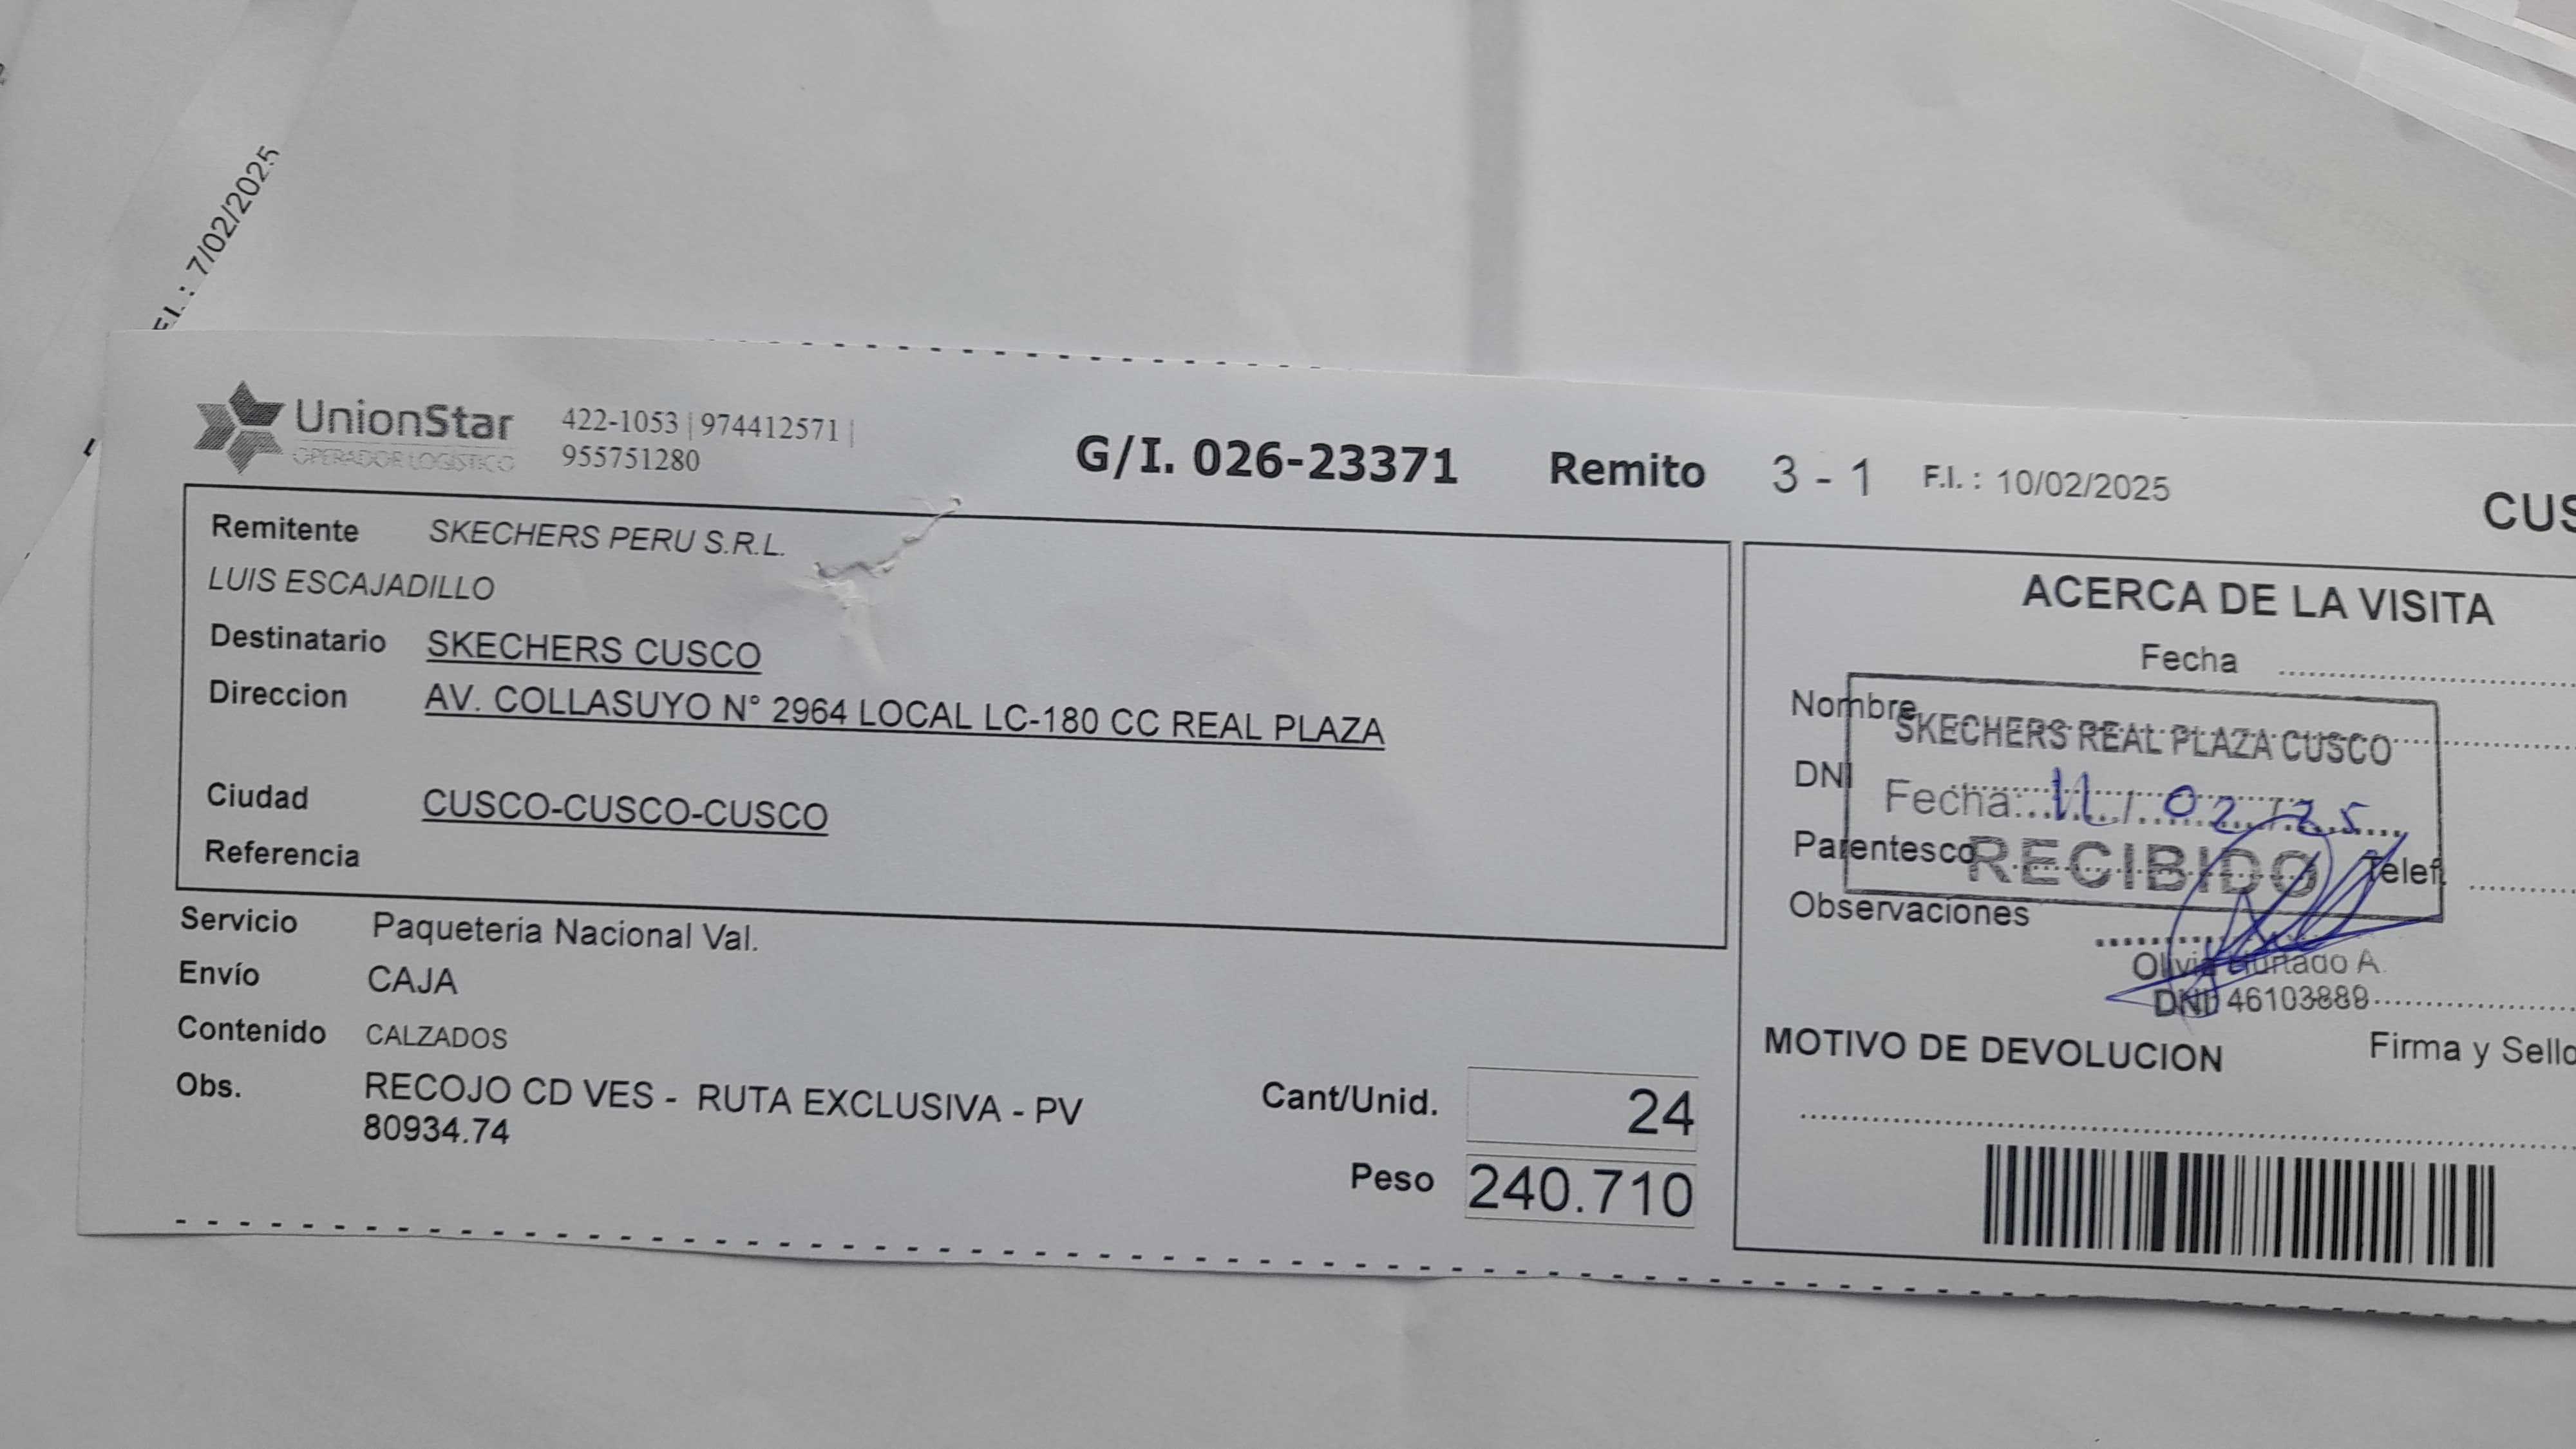 F.I. : 7/02/2025
UnionStar
OPERADOR LOGÍSTICO
422-1053 | 974412571 |
955751280
G/I. 026-23371 Remito 3 - 1 F.I. : 10/02/2025
CUS
Remitente SKECHERS PERU S.R.L.
LUIS ESCAJADILLO
Destinatario SKECHERS CUSCO
Direccion AV. COLLASUYO N° 2964 LOCAL LC-180 CC REAL PLAZA
Ciudad CUSCO-CUSCO-CUSCO
Referencia
Servicio Paqueteria Nacional Val.
Envío CAJA
Contenido CALZADOS
Obs. RECOJO CD VES - RUTA EXCLUSIVA - PV
80934.74
Cant/Unid. 24
Peso 240.710
ACERCA DE LA VISITA
Fecha
Nombre
SKECHERS REAL PLAZA CUSCO
DNI
Fecha: 11 / 02 / 25
Parentesco
RECIBIDO
Telef.
Observaciones
Olivia Hurtado A.
DNI 46103889
MOTIVO DE DEVOLUCION
Firma y Sello